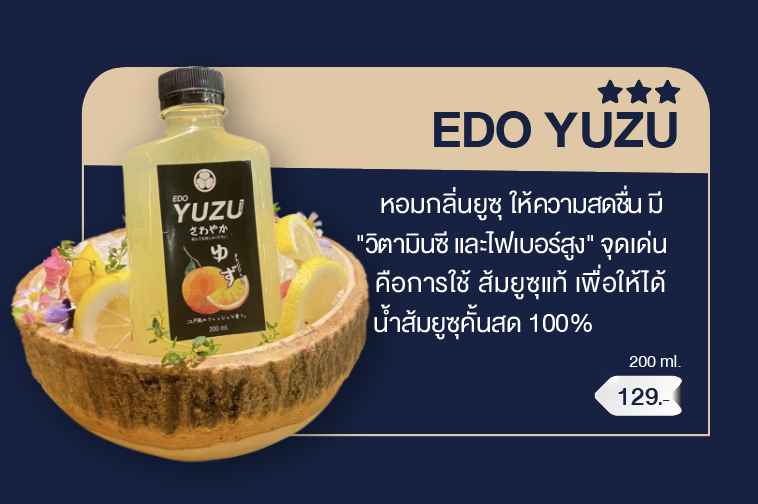 EDO YUZU
หอมกลิ่นยูซุ ให้ความสดชื่น มี
"วิตามินซี และไฟเบอร์สูง" จุดเด่น
คือการใช้ ส้มยูซุแท้ เพื่อให้ได้
น้ำส้มยูซุคั้นสด 100%
200 ml.
129.-
EDO
YUZU
さわやか
ゆず
200 ml.